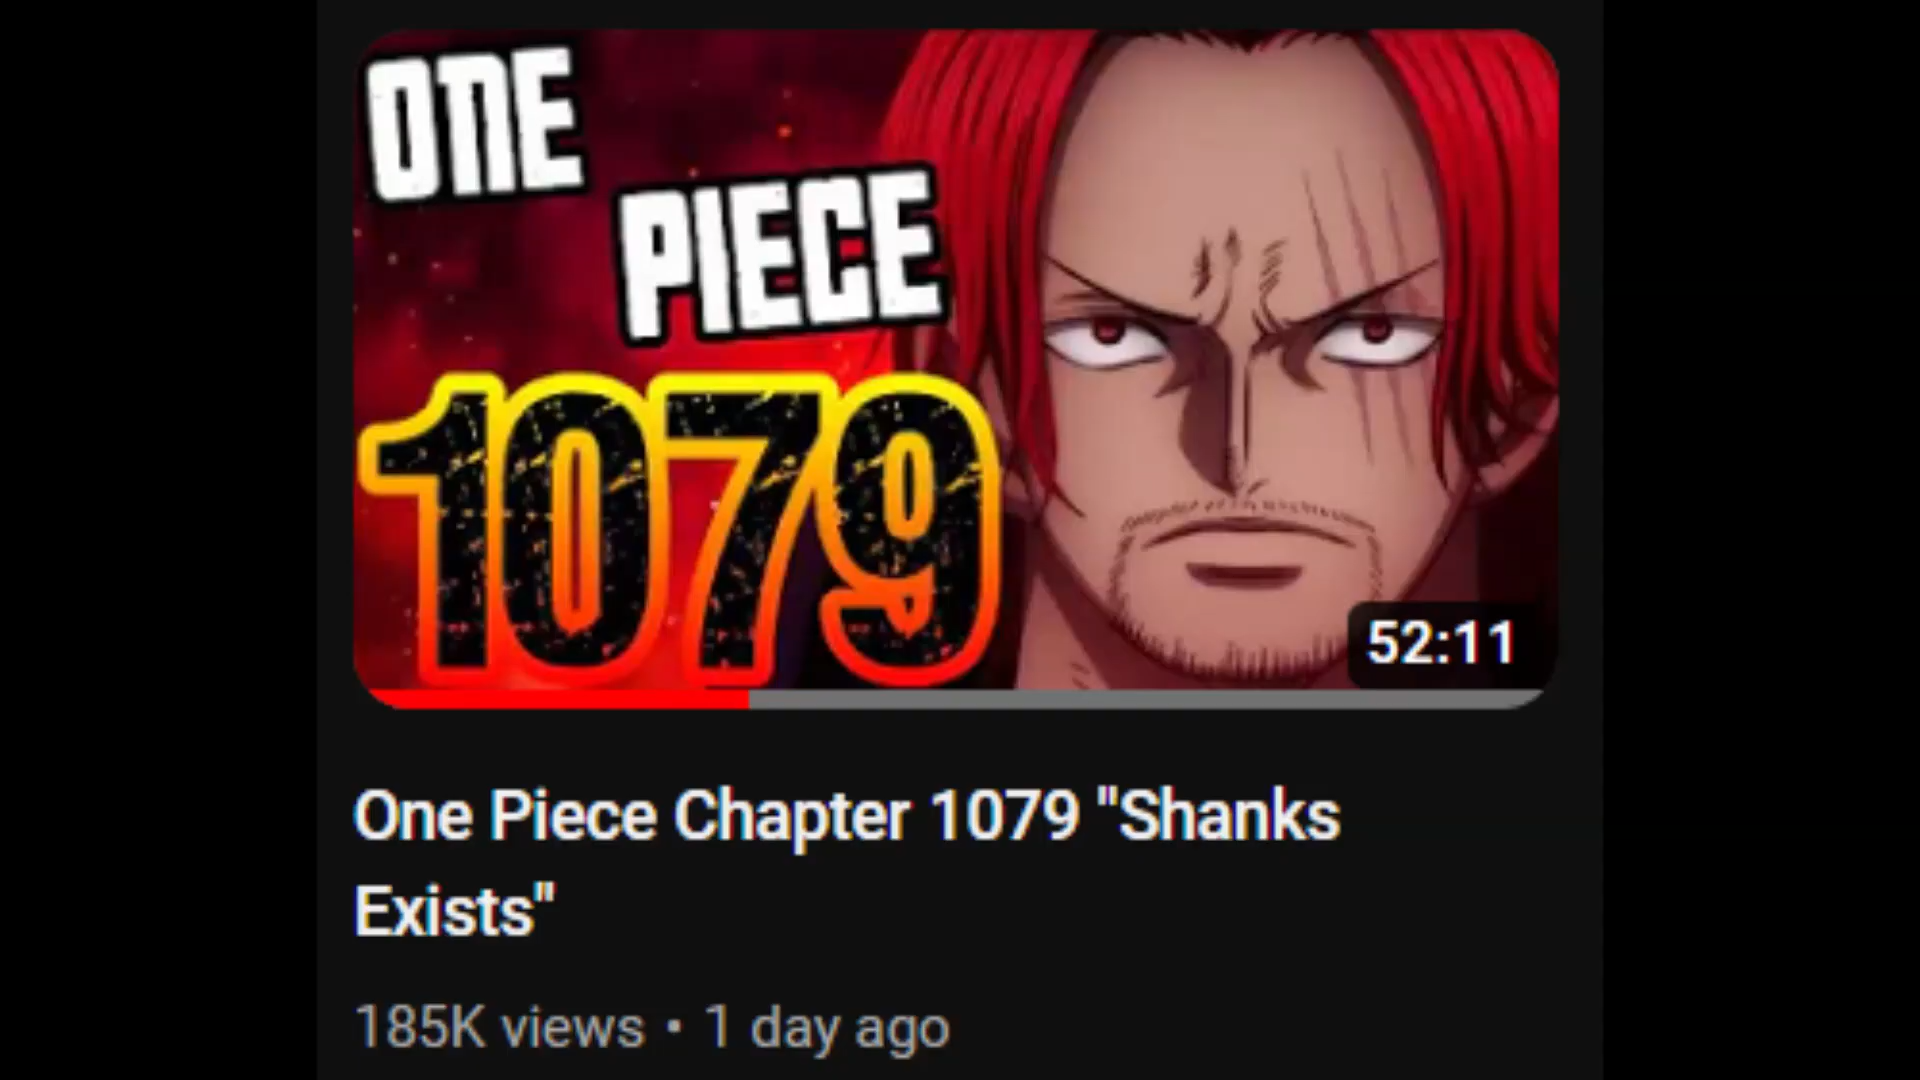 ONE
PIECE
1079
52:11
One Piece Chapter 1079 "Shanks
Exists"
185K views • 1 day ago